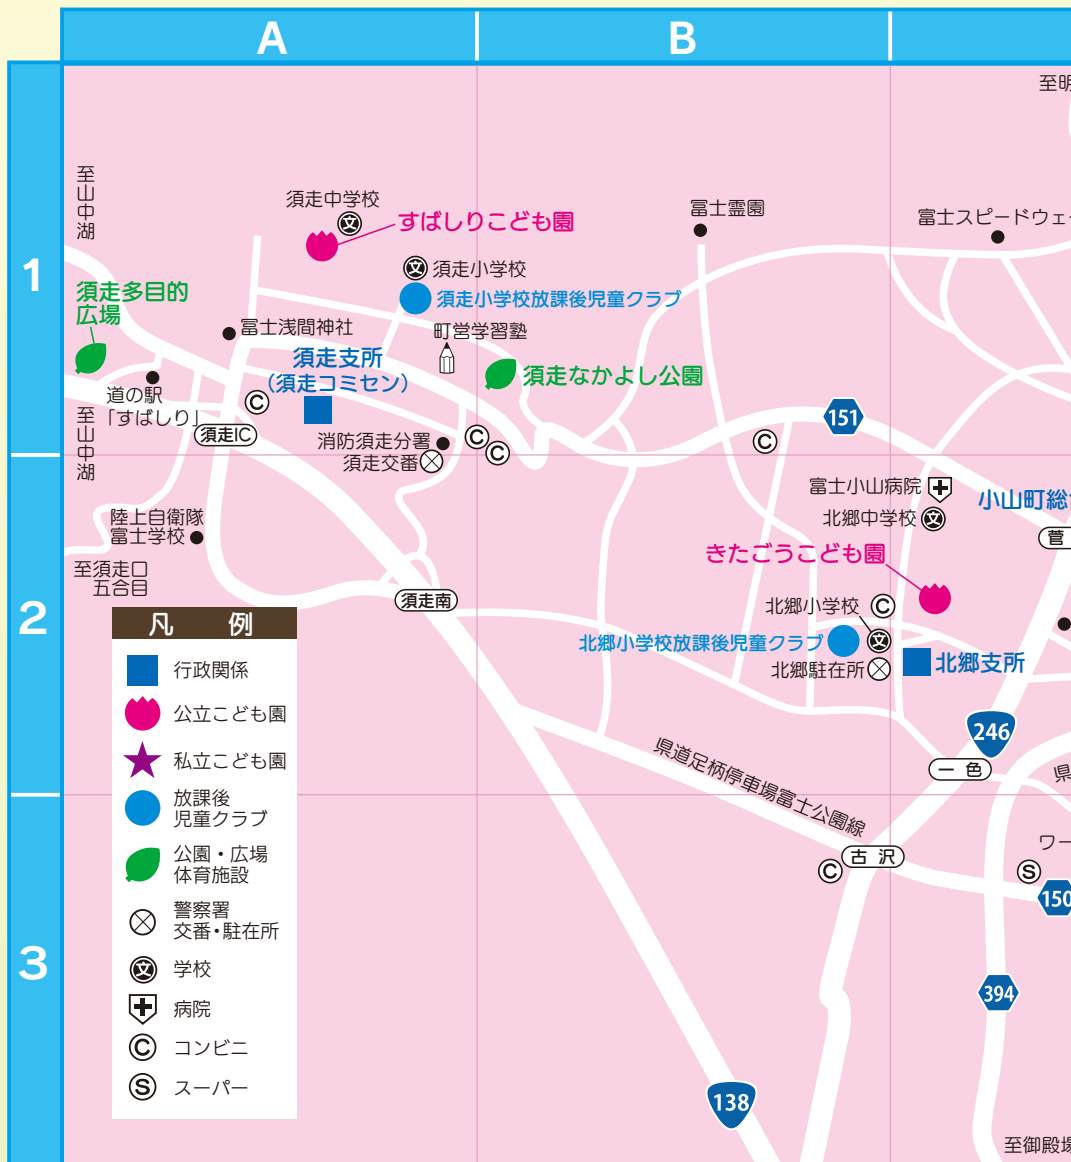 A
B
1
2
3
至明
至山中湖
須走中学校
すばしりこども園
冨士霊園
富士スピードウェ
須走小学校
須走小学校放課後児童クラブ
須走多目的
広場
町営学習塾
冨士浅間神社
須走支所
(須走コミセン)
須走なかよし公園
道の駅
「すばしり」
C
須走IC
至山中湖
消防須走分署
須走交番
C
C
C
151
富士小山病院
北郷中学校
文
小山町総
菅
陸上自衛隊
富士学校
至須走口
五合目
きたごうこども園
須走南
北郷小学校
C
北郷小学校放課後児童クラブ
文
北郷駐在所
北郷支所
246
一色
県道足柄停車場富士公園線
県
古沢
C
ワー
S
150
394
138
至御殿場
凡例
行政関係
公立こども園
私立こども園
放課後
児童クラブ
公園・広場
体育施設
警察署
交番・駐在所
文
学校
病院
C
コンビニ
S
スーパー